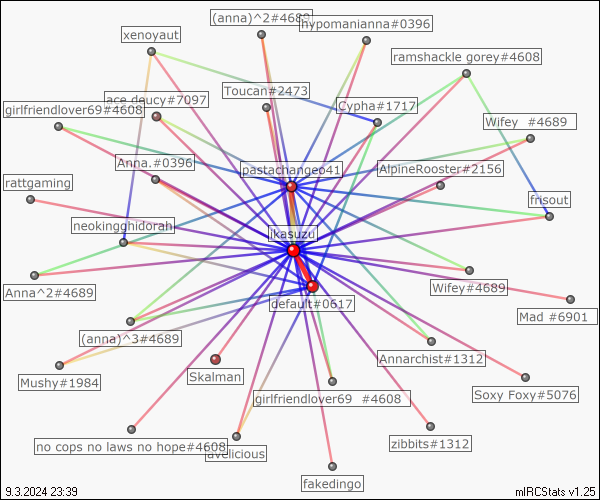 (anna)^2#4689
hypomanianna#0396
xenoyaut
ramshackle gorey#4608
Toucan#2473
ace deucy#7097
Cypha#1717
girlfriendlover69#4608
Wifey #4689
Anna.#0396
pastachangeo41
AlpineRooster#2156
rattgaming
frisout
neokingghidorah
ikasuzu
Anna^2#4689
Wifey#4689
default#0617
Mad #6901
(anna)^3#4689
Annarchist#1312
Mushy#1984
Skalman
girlfriendlover69 #4608
Soxy Foxy#5076
no cops no laws no hope#4608
avelicious
zibbits#1312
fakedingo
9.3.2024 23:39
mIRCStats v1.25